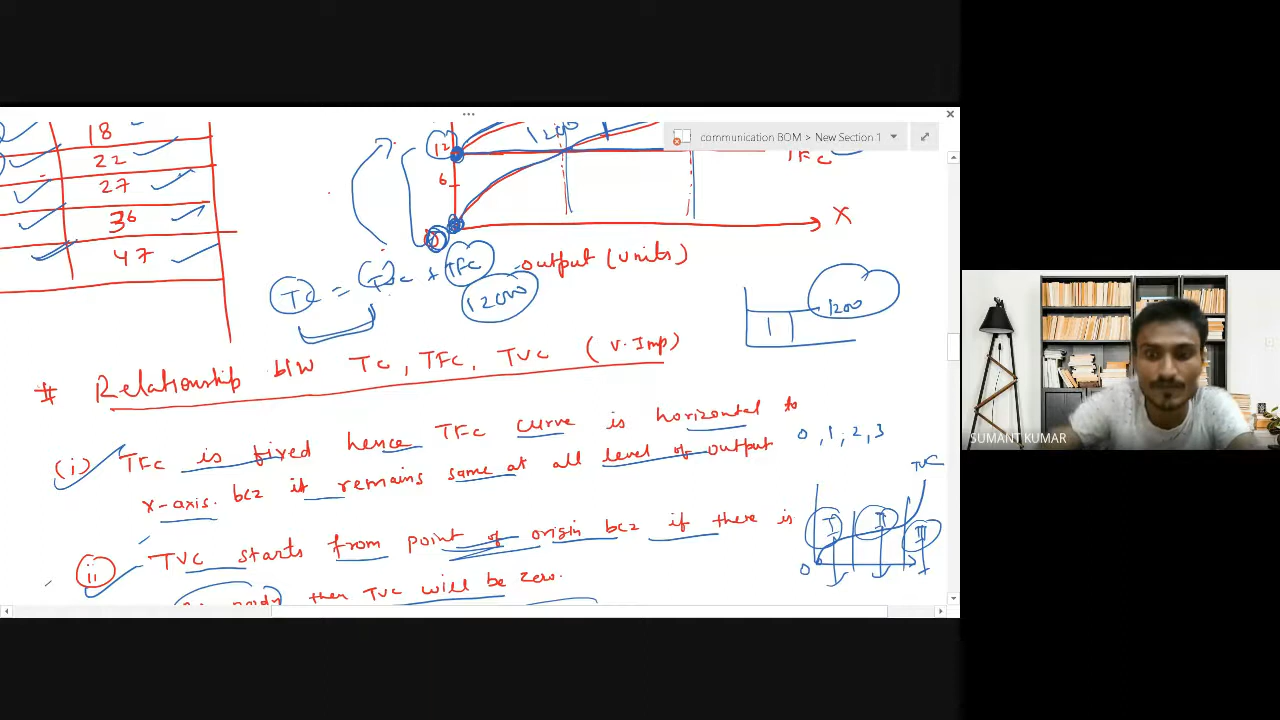 communication BOM > New Section 1
18
22
27
36
47
12
1200
TFC
6
X
output (units)
TC = TVC + TFC
12000
1200
1
# Relationship b/w TC, TFC, TVC (V.Imp)
(i) TFC is fixed hence TFC curve is horizontal to
X-axis. bcz it remains same at all level of output
0, 1, 2, 3
TVC
I II III
0
(ii) TVC starts from point of origin bcz if there is
then TVC will be zero.
SUMANT KUMAR